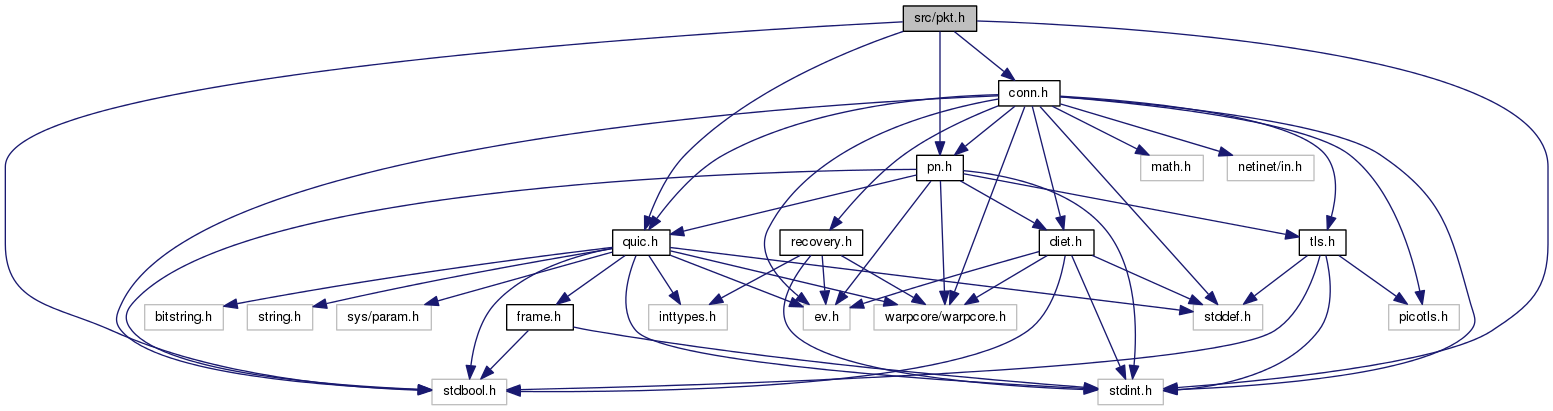 src/pkt.h
conn.h
pn.h
math.h
netinet/in.h
quic.h
recovery.h
diet.h
tls.h
bitstring.h
string.h
sys/param.h
frame.h
inttypes.h
ev.h
warpcore/warpcore.h
stddef.h
picotls.h
stdbool.h
stdint.h